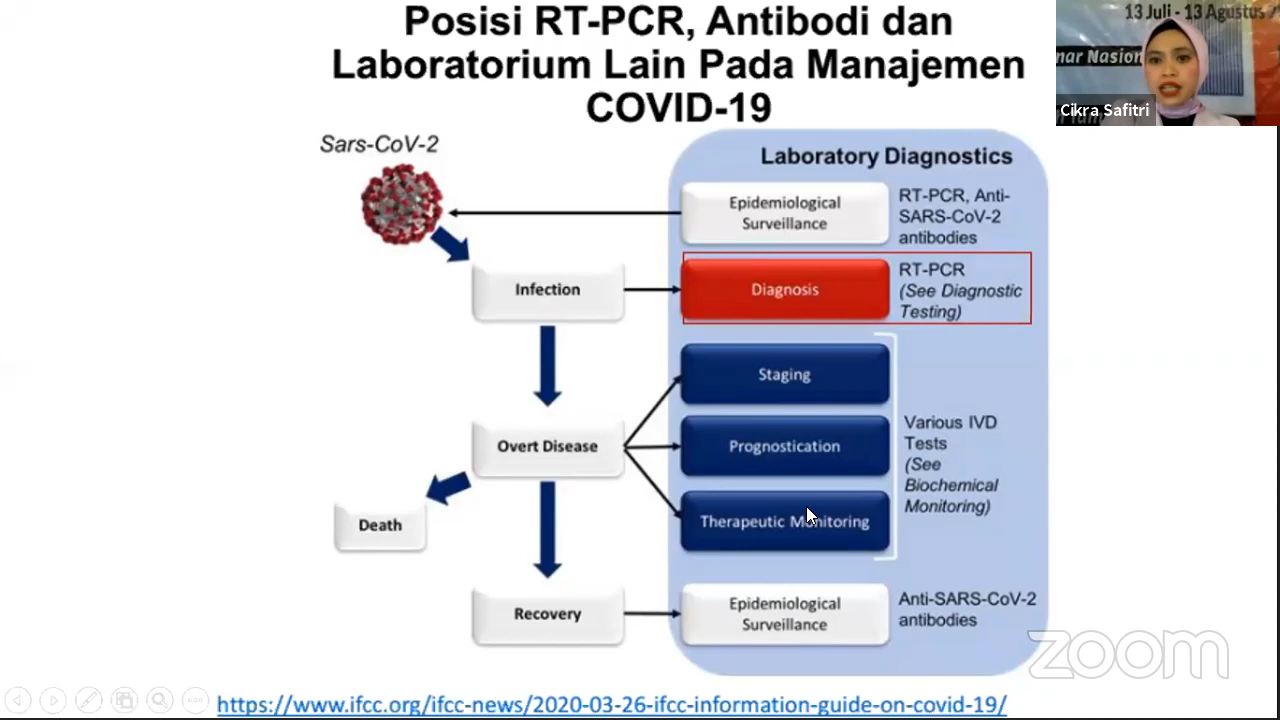 Posisi RT-PCR, Antibodi dan
Laboratorium Lain Pada Manajemen
COVID-19
13 Juli - 13 Agustus
nar Nasion
Cikra Safitri
Sars-CoV-2
Laboratory Diagnostics
Epidemiological
Surveillance
RT-PCR, Anti-
SARS-CoV-2
antibodies
Infection
Diagnosis
RT-PCR
(See Diagnostic
Testing)
Staging
Overt Disease
Prognostication
Various IVD
Tests
(See
Biochemical
Monitoring)
Death
Therapeutic Monitoring
Recovery
Epidemiological
Surveillance
Anti-SARS-CoV-2
antibodies
zoom
https://www.ifcc.org/ifcc-news/2020-03-26-ifcc-information-guide-on-covid-19/